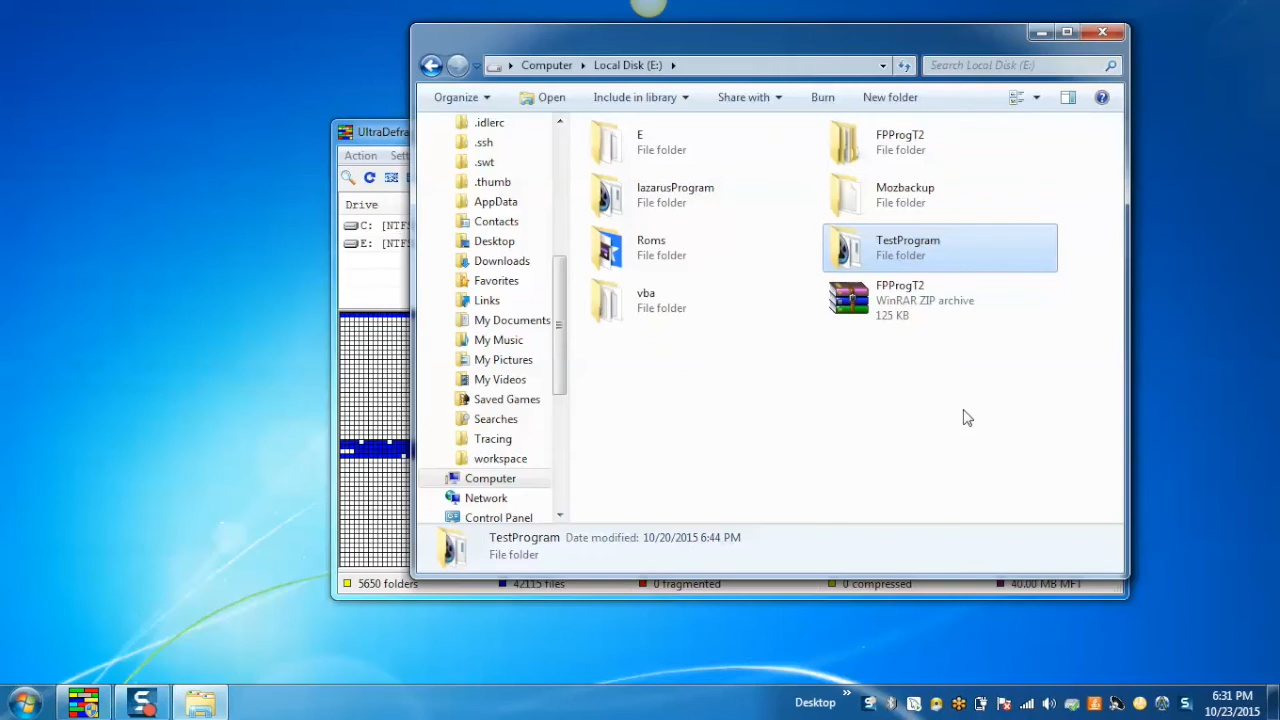 Computer
Local Disk (E:)
Search Local Disk (E:)
Organize
Open
Include in library
Share with
Burn
New folder
UltraDefra
Action
Drive
C:
E:
.idlerc
.ssh
.swt
.thumb
AppData
Contacts
Desktop
Downloads
Favorites
Links
My Documents
My Music
My Pictures
My Videos
Saved Games
Searches
Tracing
workspace
Computer
Network
Control Panel
E
File folder
FPProgT2
File folder
lazarusProgram
File folder
Mozbackup
File folder
Roms
File folder
TestProgram
File folder
vba
File folder
FPProgT2
WinRAR ZIP archive
125 KB
TestProgram Date modified: 10/20/2015 6:44 PM
File folder
5650 folders
42115 files
0 fragmented
0 compressed
40.00 MB MFT
Desktop
6:31 PM
10/23/2015